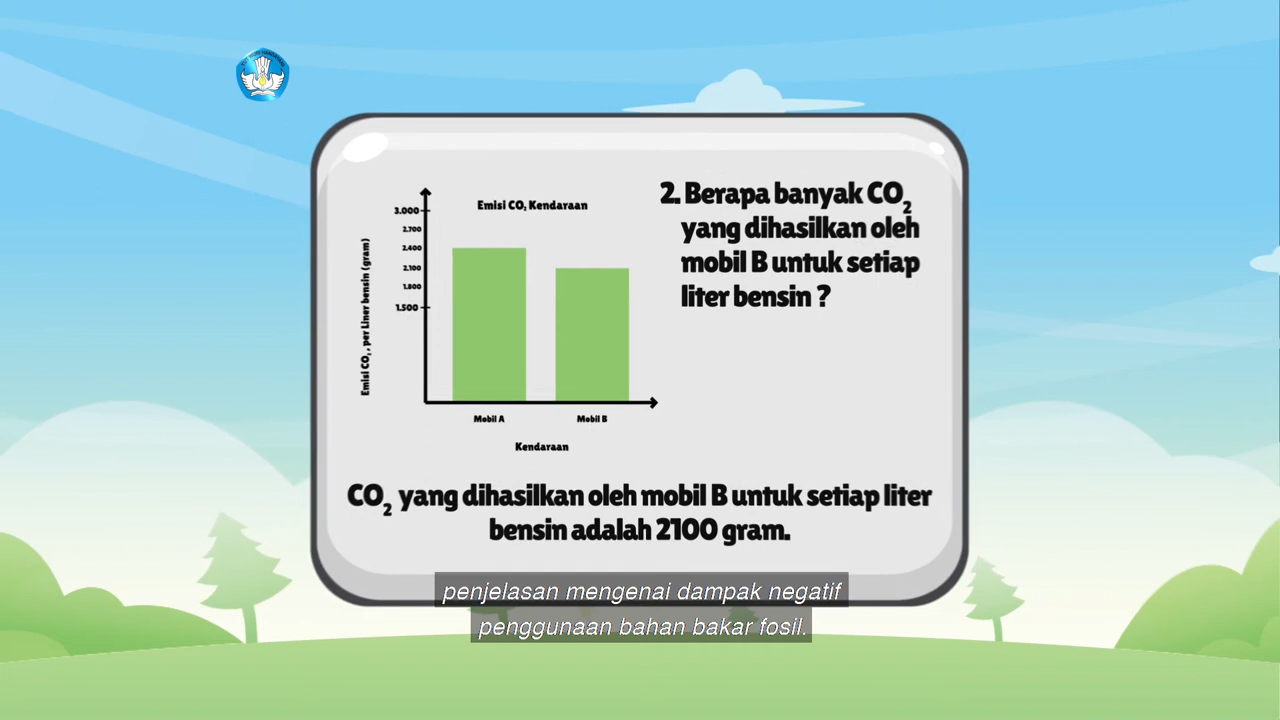 Emisi CO₂ Kendaraan
3.000
2.700
2.400
2.100
1.800
1.500
Emisi CO₂, per Liner bensin (gram)
Mobil A
Mobil B
Kendaraan
2. Berapa banyak CO₂
yang dihasilkan oleh
mobil B untuk setiap
liter bensin ?
CO₂ yang dihasilkan oleh mobil B untuk setiap liter
bensin adalah 2100 gram.
penjelasan mengenai dampak negatif
penggunaan bahan bakar fosil.